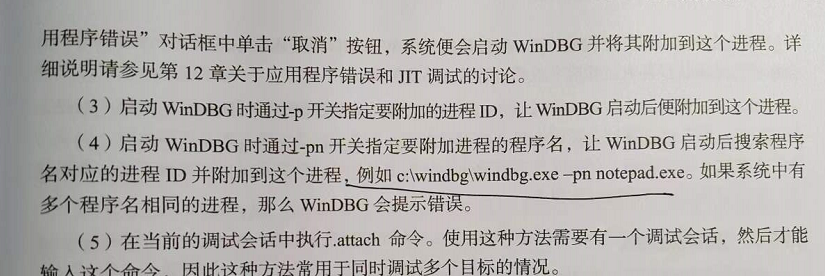 用程序错误”对话框中单击“取消”按钮，系统便会启动 WinDBG 并将其附加到这个进程。详
细说明请参见第 12 章关于应用程序错误和 JIT 调试的讨论。
（3）启动 WinDBG 时通过-p 开关指定要附加的进程 ID，让 WinDBG 启动后便附加到这个进程。
（4）启动 WinDBG 时通过-pn 开关指定要附加进程的程序名，让 WinDBG 启动后搜索程序
名对应的进程 ID 并附加到这个进程，例如 c:\windbg\windbg.exe –pn notepad.exe。如果系统中有
多个程序名相同的进程，那么 WinDBG 会提示错误。
（5）在当前的调试会话中执行.attach 命令。使用这种方法需要有一个调试会话，然后才能
输入这个命令。因此这种方法常用于同时调试多个目标的情况。